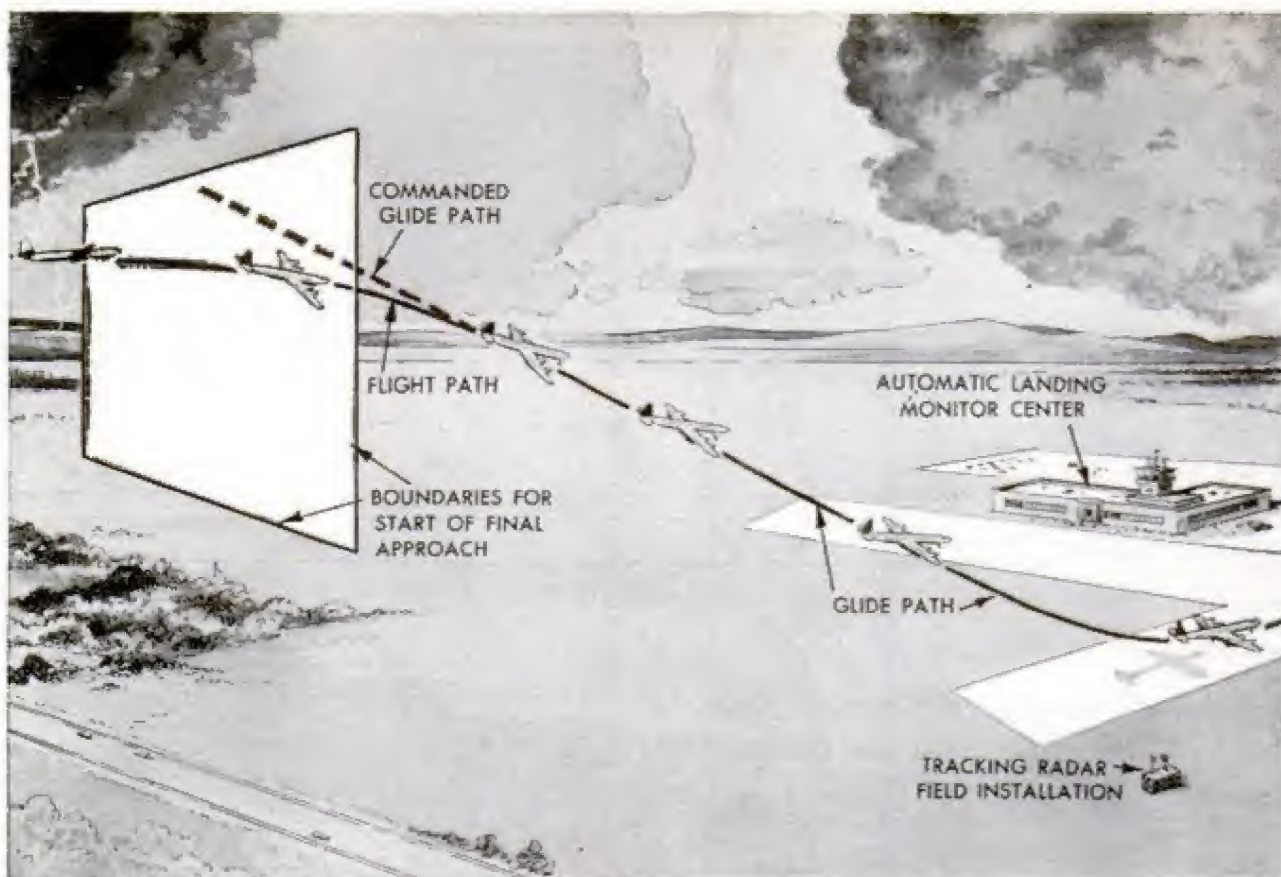 COMMANDED
GLIDE PATH
FLIGHT PATH
AUTOMATIC LANDING
MONITOR CENTER
BOUNDARIES FOR
START OF FINAL
APPROACH
GLIDE PATH
TRACKING RADAR
FIELD INSTALLATION